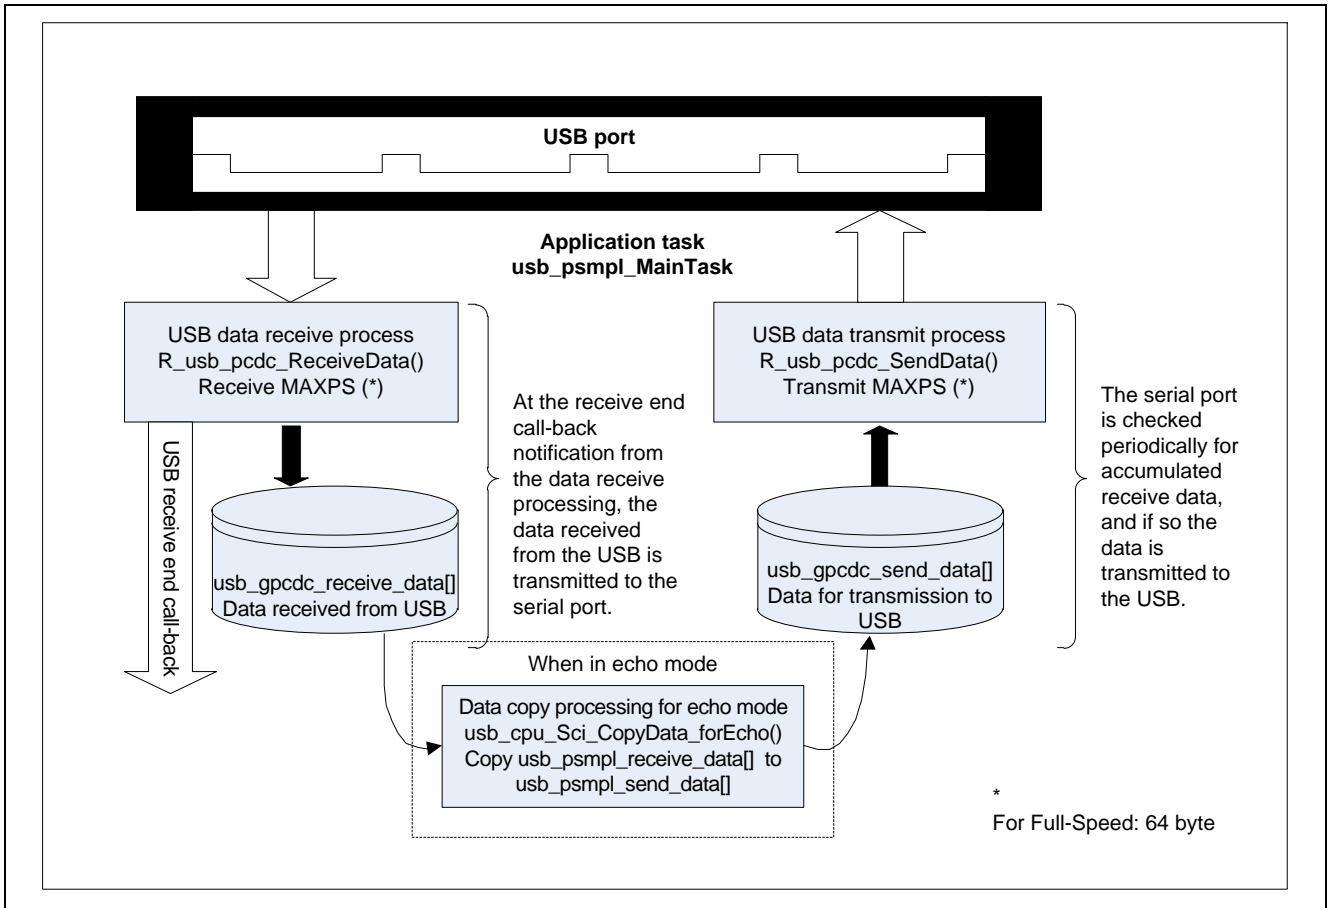 USB port
Application task
usb_psmpl_MainTask
USB data receive process
R_usb_pcdc_ReceiveData()
Receive MAXPS (*)
USB receive end call-back
usb_gpcdc_receive_data[]
Data received from USB
At the receive end
call-back
notification from
the data receive
processing, the
data received
from the USB is
transmitted to the
serial port.
USB data transmit process
R_usb_pcdc_SendData()
Transmit MAXPS (*)
usb_gpcdc_send_data[]
Data for transmission to
USB
The serial port
is checked
periodically for
accumulated
receive data,
and if so the
data is
transmitted to
the USB.
When in echo mode
Data copy processing for echo mode
usb_cpu_Sci_CopyData_forEcho()
Copy usb_psmpl_receive_data[] to
usb_psmpl_send_data[]
*
For Full-Speed: 64 byte